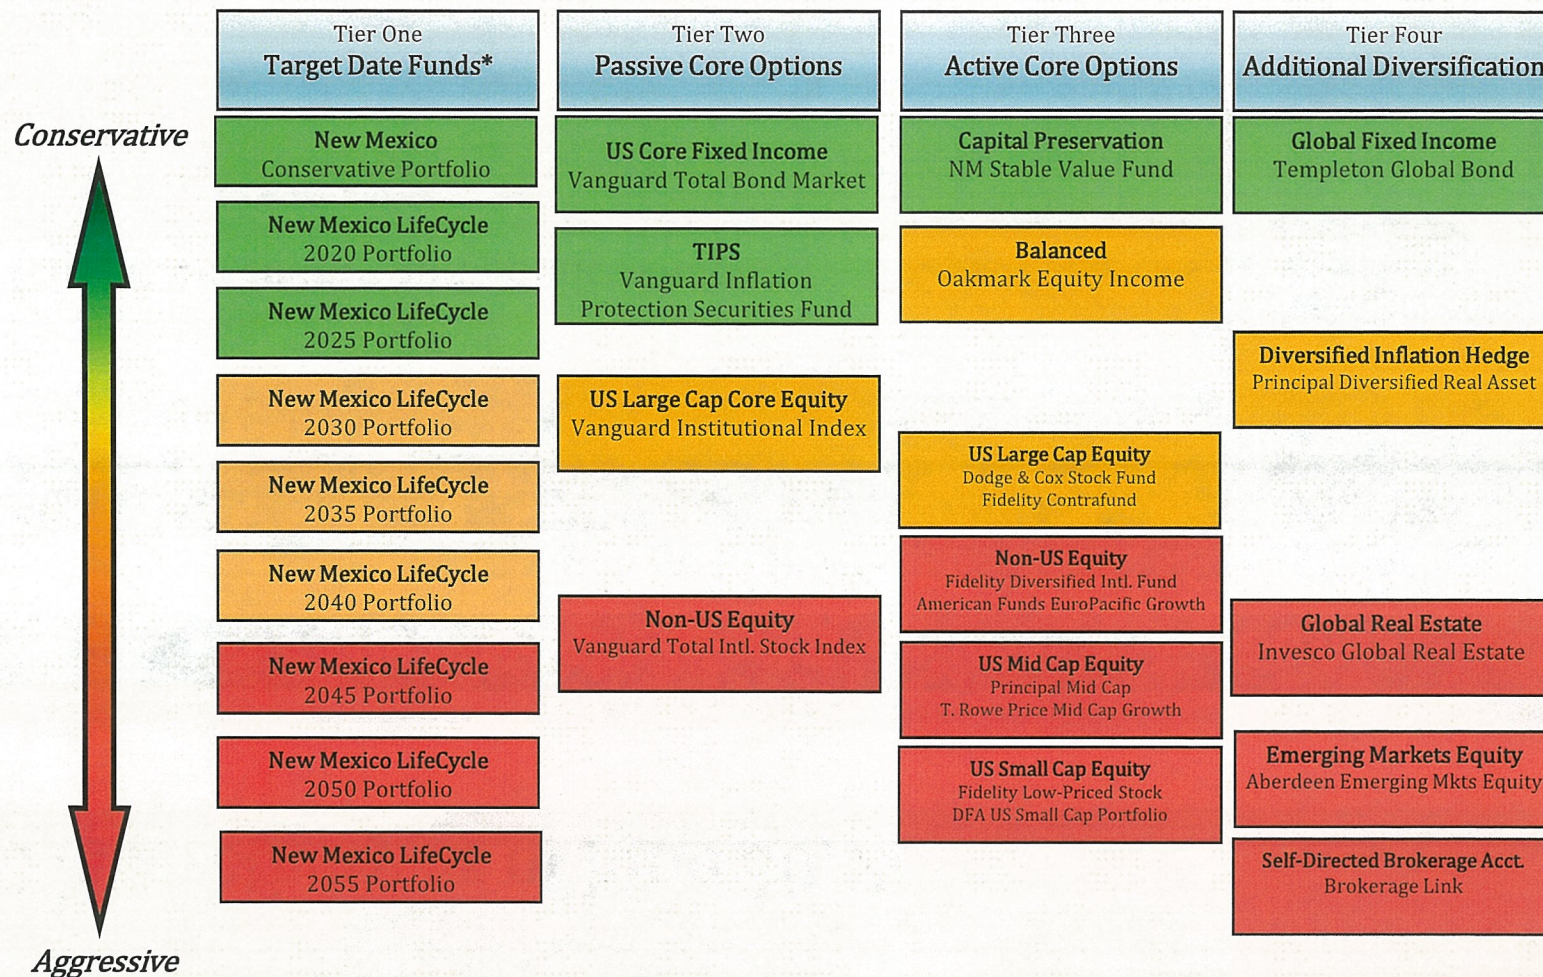 Conservative
Aggressive
Tier One
Target Date Funds*
New Mexico
Conservative Portfolio
New Mexico LifeCycle
2020 Portfolio
New Mexico LifeCycle
2025 Portfolio
New Mexico LifeCycle
2030 Portfolio
New Mexico LifeCycle
2035 Portfolio
New Mexico LifeCycle
2040 Portfolio
New Mexico LifeCycle
2045 Portfolio
New Mexico LifeCycle
2050 Portfolio
New Mexico LifeCycle
2055 Portfolio
Tier Two
Passive Core Options
US Core Fixed Income
Vanguard Total Bond Market
TIPS
Vanguard Inflation
Protection Securities Fund
US Large Cap Core Equity
Vanguard Institutional Index
Non-US Equity
Vanguard Total Intl. Stock Index
Tier Three
Active Core Options
Capital Preservation
NM Stable Value Fund
Balanced
Oakmark Equity Income
US Large Cap Equity
Dodge & Cox Stock Fund
Fidelity Contrafund
Non-US Equity
Fidelity Diversified Intl. Fund
American Funds EuroPacific Growth
US Mid Cap Equity
Principal Mid Cap
T. Rowe Price Mid Cap Growth
US Small Cap Equity
Fidelity Low-Priced Stock
DFA US Small Cap Portfolio
Tier Four
Additional Diversification
Global Fixed Income
Templeton Global Bond
Diversified Inflation Hedge
Principal Diversified Real Asset
Global Real Estate
Invesco Global Real Estate
Emerging Markets Equity
Aberdeen Emerging Mkts Equity
Self-Directed Brokerage Acct.
Brokerage Link